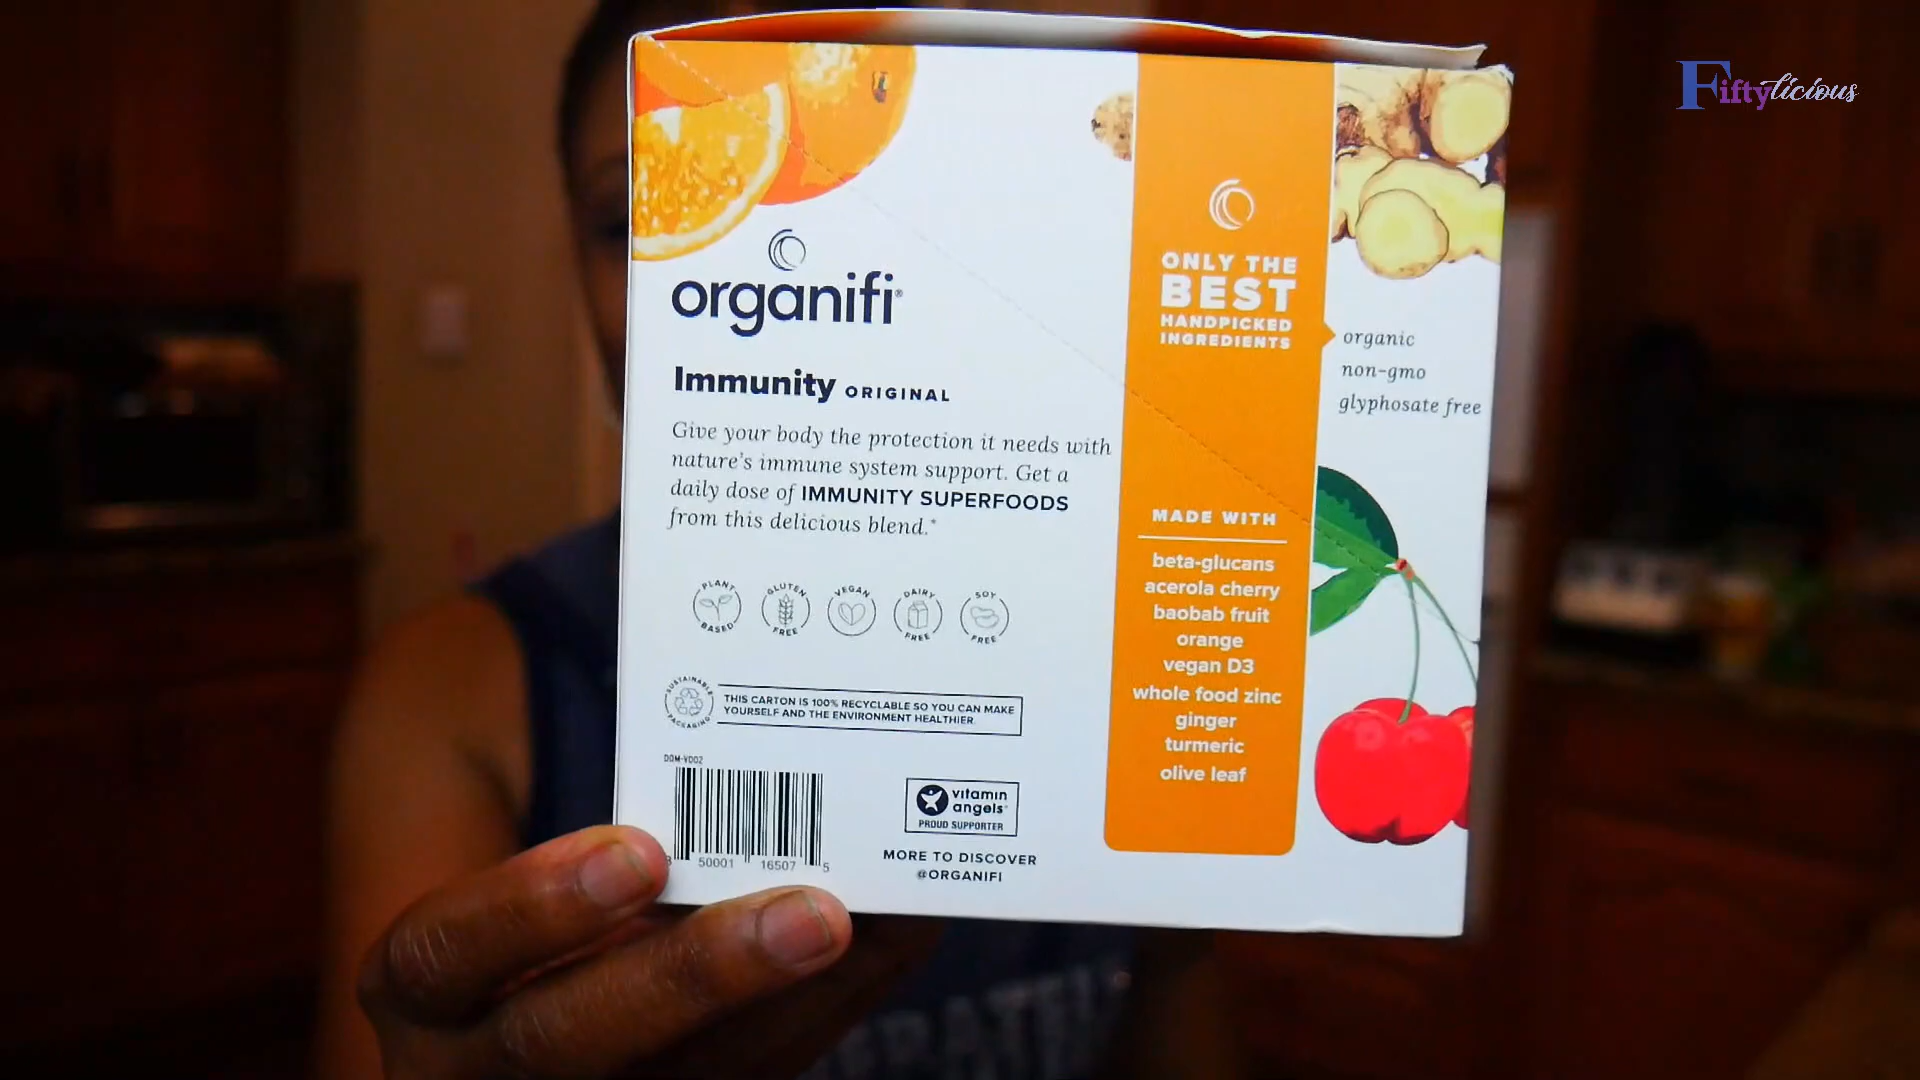 Fiftylicious
organifi®
Immunity ORIGINAL
Give your body the protection it needs with
nature's immune system support. Get a
daily dose of IMMUNITY SUPERFOODS
from this delicious blend.*
PLANT BASED
GLUTEN FREE
VEGAN
DAIRY FREE
SOY FREE
SUSTAINABLE PACKAGING
THIS CARTON IS 100% RECYCLABLE SO YOU CAN MAKE
YOURSELF AND THE ENVIRONMENT HEALTHIER.
DOM-V002
8 50001 16507 5
vitamin
angels
PROUD SUPPORTER
MORE TO DISCOVER
@ORGANIFI
ONLY THE
BEST
HANDPICKED
INGREDIENTS
organic
non-gmo
glyphosate free
MADE WITH
beta-glucans
acerola cherry
baobab fruit
orange
vegan D3
whole food zinc
ginger
turmeric
olive leaf